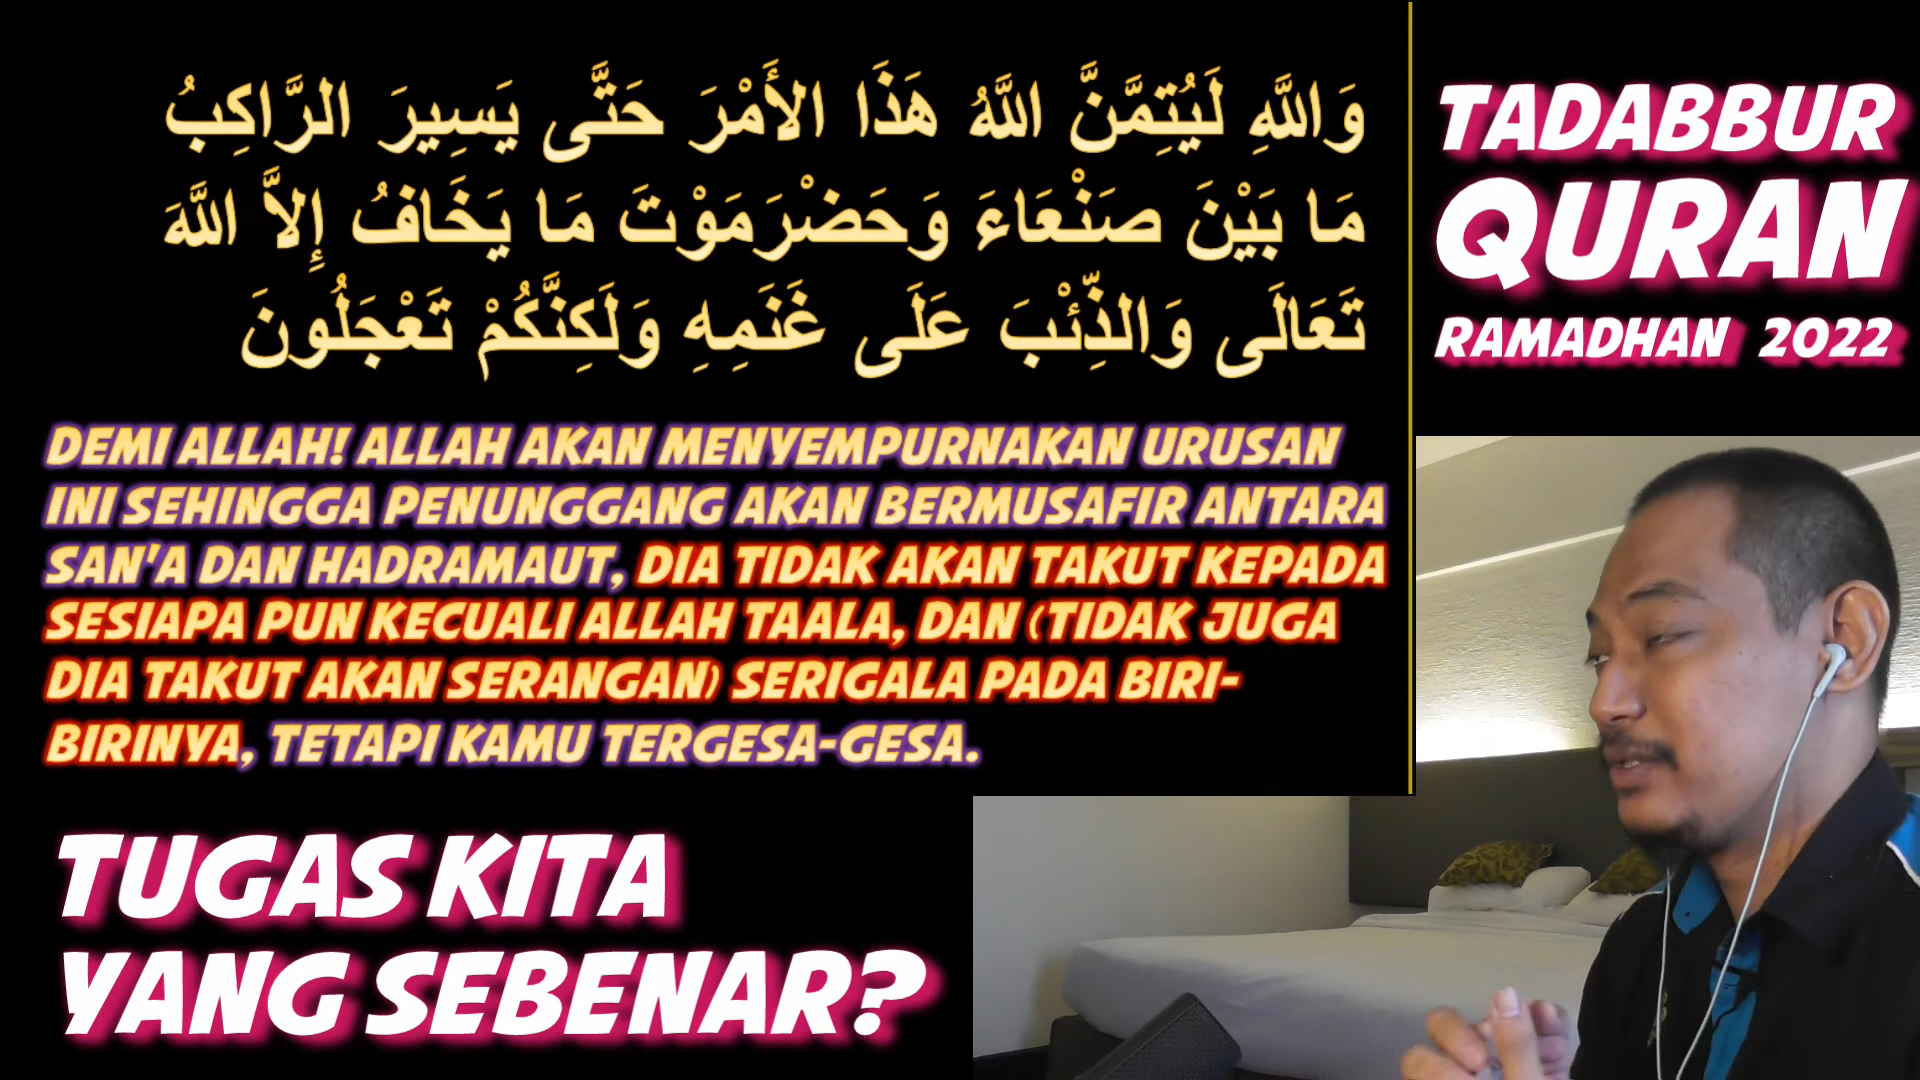 وَاللَّهِ لَيُتِمَّنَّ اللَّهُ هَذَا الأَمْرَ حَتَّى يَسِيرَ الرَّاكِبُ
مَا بَيْنَ صَنْعَاءَ وَحَضْرَمَوْتَ مَا يَخَافُ إِلاَّ اللَّهَ
تَعَالَى وَالذِّئْبَ عَلَى غَنَمِهِ وَلَكِنَّكُمْ تَعْجَلُونَ
DEMI ALLAH! ALLAH AKAN MENYEMPURNAKAN URUSAN
INI SEHINGGA PENUNGGANG AKAN BERMUSAFIR ANTARA
SAN'A DAN HADRAMAUT, DIA TIDAK AKAN TAKUT KEPADA
SESIAPA PUN KECUALI ALLAH TAALA, DAN (TIDAK JUGA
DIA TAKUT AKAN SERANGAN) SERIGALA PADA BIRI-
BIRINYA, TETAPI KAMU TERGESA-GESA.
TUGAS KITA
YANG SEBENAR?
TADABBUR
QURAN
RAMADHAN 2022